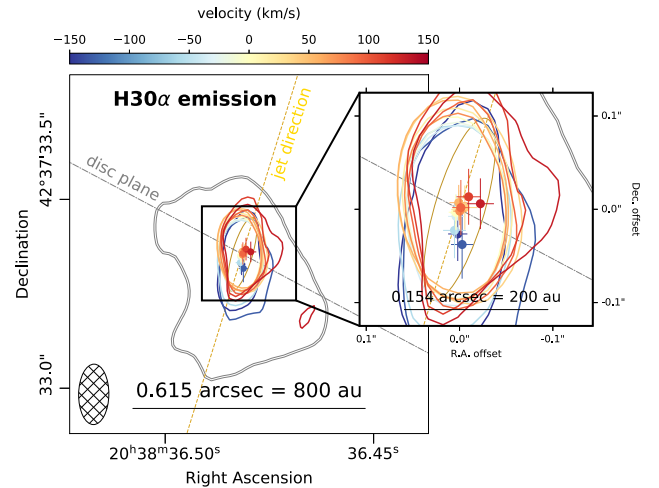 velocity (km/s)
−150 −100 −50 0 50 100 150
H30α emission
jet direction
disc plane
42°37'33.5"
33.0"
Declination
0.615 arcsec = 800 au
20ʰ38ᵐ36.50ˢ 36.45ˢ
Right Ascension
0.1"
0.0"
-0.1"
Dec. offset
0.154 arcsec = 200 au
0.1" 0.0" -0.1"
R.A. offset